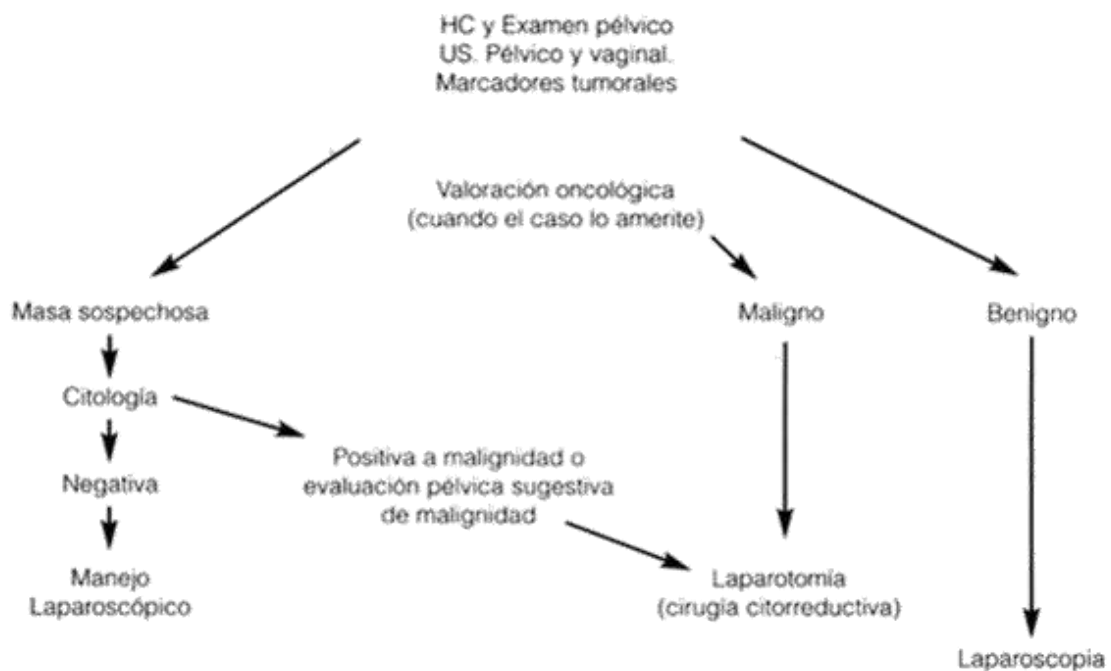 HC y Examen pélvico
US. Pélvico y vaginal.
Marcadores tumorales
Valoración oncológica
(cuando el caso lo amerite)
Masa sospechosa
Maligno
Benigno
Citología
Negativa
Positiva a malignidad o
evaluación pélvica sugestiva
de malignidad
Manejo
Laparoscópico
Laparotomía
(cirugía citorreductiva)
Laparoscopia